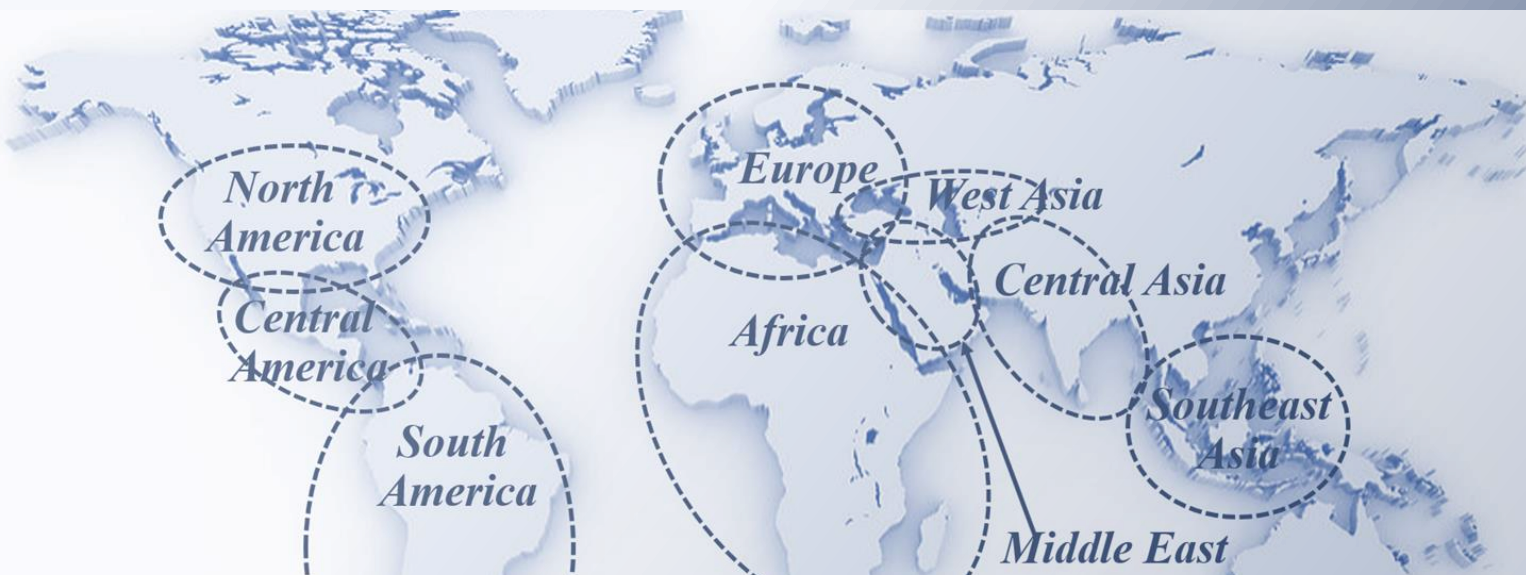 North
America
Central
America
South
America
Europe
West Asia
Central Asia
Africa
Southeast
Asia
Middle East